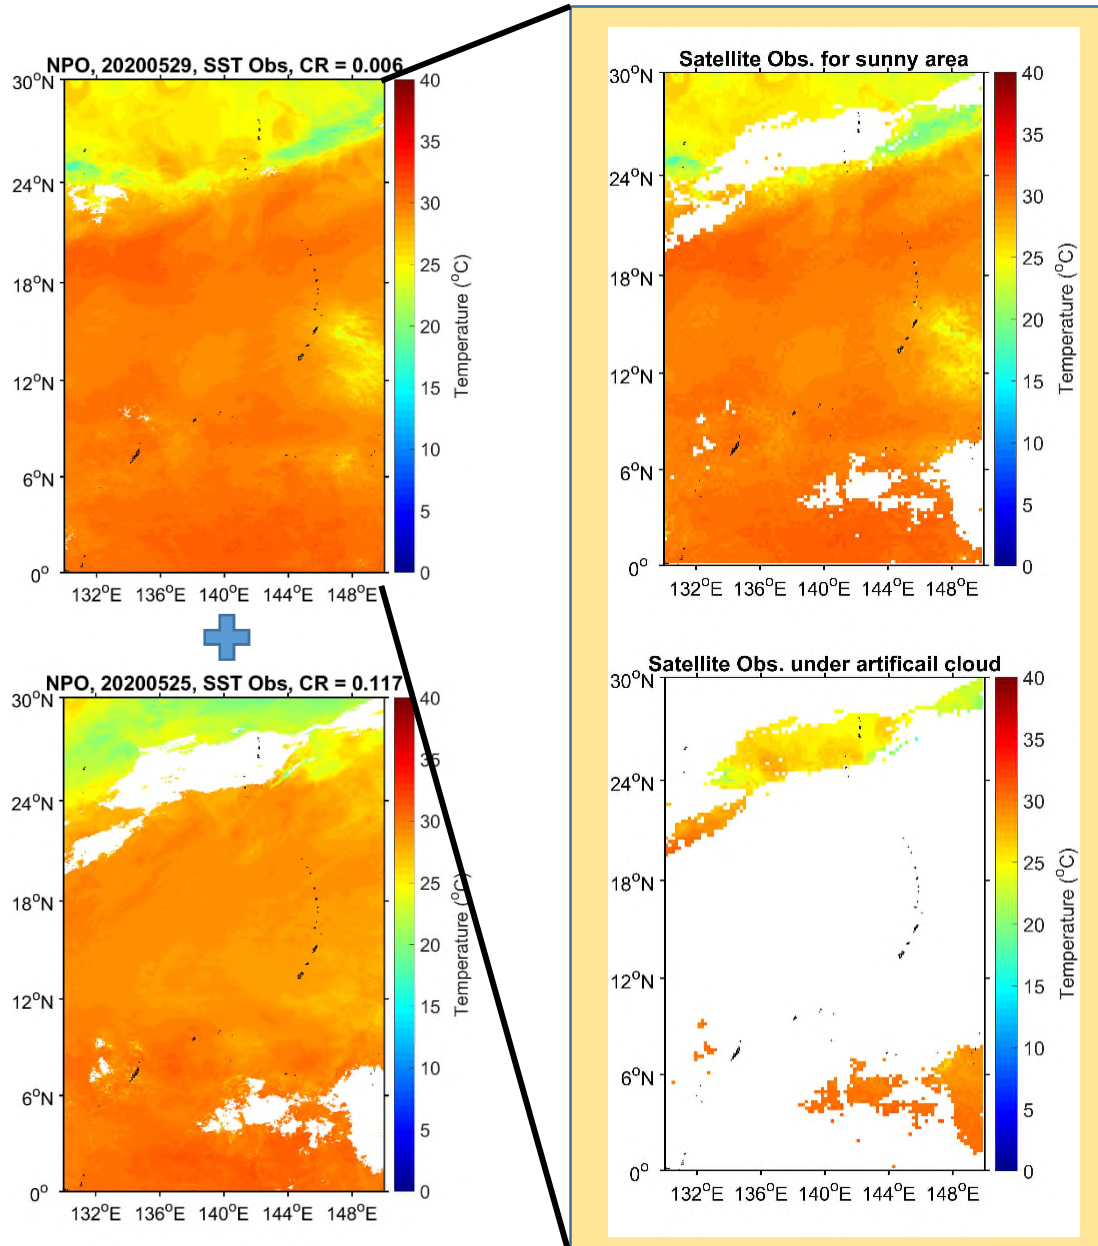 NPO, 20200529, SST Obs, CR = 0.006
30°N
24°N
18°N
12°N
6°N
0°
132°E 136°E 140°E 144°E 148°E
40
35
30
25
20
15
10
5
0
Temperature (°C)
NPO, 20200525, SST Obs, CR = 0.117
30°N
24°N
18°N
12°N
6°N
0°
132°E 136°E 140°E 144°E 148°E
40
35
30
25
20
15
10
5
0
Temperature (°C)
Satellite Obs. for sunny area
30°N
24°N
18°N
12°N
6°N
0°
132°E 136°E 140°E 144°E 148°E
40
35
30
25
20
15
10
5
0
Temperature (°C)
Satellite Obs. under artificail cloud
30°N
24°N
18°N
12°N
6°N
0°
132°E 136°E 140°E 144°E 148°E
40
35
30
25
20
15
10
5
0
Temperature (°C)